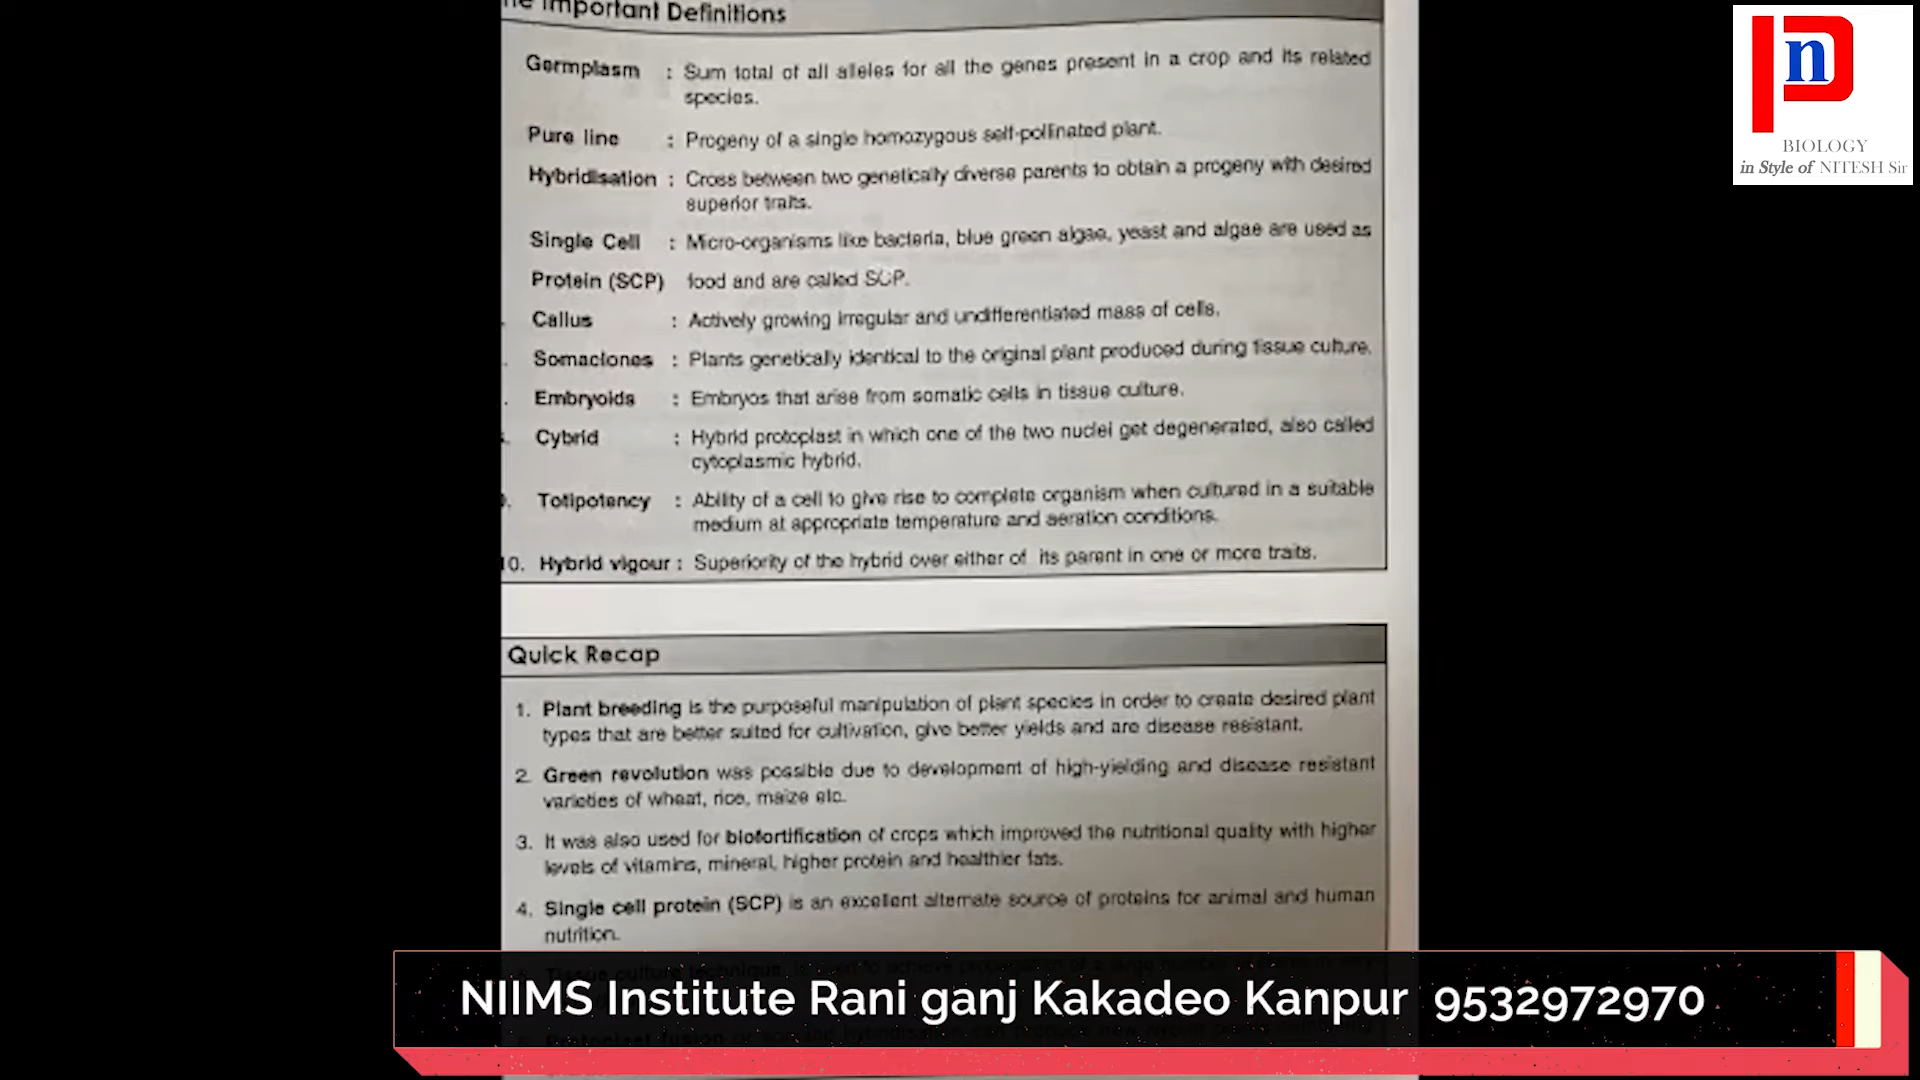 Important Definitions
Germplasm : Sum total of all alleles for all the genes present in a crop and its related
species.
Pure line : Progeny of a single homozygous self-pollinated plant.
Hybridisation : Cross between two genetically diverse parents to obtain a progeny with desired
superior traits.
Single Cell : Micro-organisms like bacteria, blue green algae, yeast and algae are used as
Protein (SCP) food and are called SCP.
Callus : Actively growing irregular and undifferentiated mass of cells.
Somaclones : Plants genetically identical to the original plant produced during tissue culture.
Embryoids : Embryos that arise from somatic cells in tissue culture.
Cybrid : Hybrid protoplast in which one of the two nuclei get degenerated, also called
cytoplasmic hybrid.
Totipotency : Ability of a cell to give rise to complete organism when cultured in a suitable
medium at appropriate temperature and aeration conditions.
10. Hybrid vigour : Superiority of the hybrid over either of its parent in one or more traits.
Quick Recap
1. Plant breeding is the purposeful manipulation of plant species in order to create desired plant
types that are better suited for cultivation, give better yields and are disease resistant.
2. Green revolution was possible due to development of high-yielding and disease resistant
varieties of wheat, rice, maize etc.
3. It was also used for biofortification of crops which improved the nutritional quality with higher
levels of vitamins, mineral, higher protein and healthier fats.
4. Single cell protein (SCP) is an excellent alternate source of proteins for animal and human
nutrition.
NIIMS Institute Rani ganj Kakadeo Kanpur 9532972970
Pn
BIOLOGY
in Style of NITESH Sir